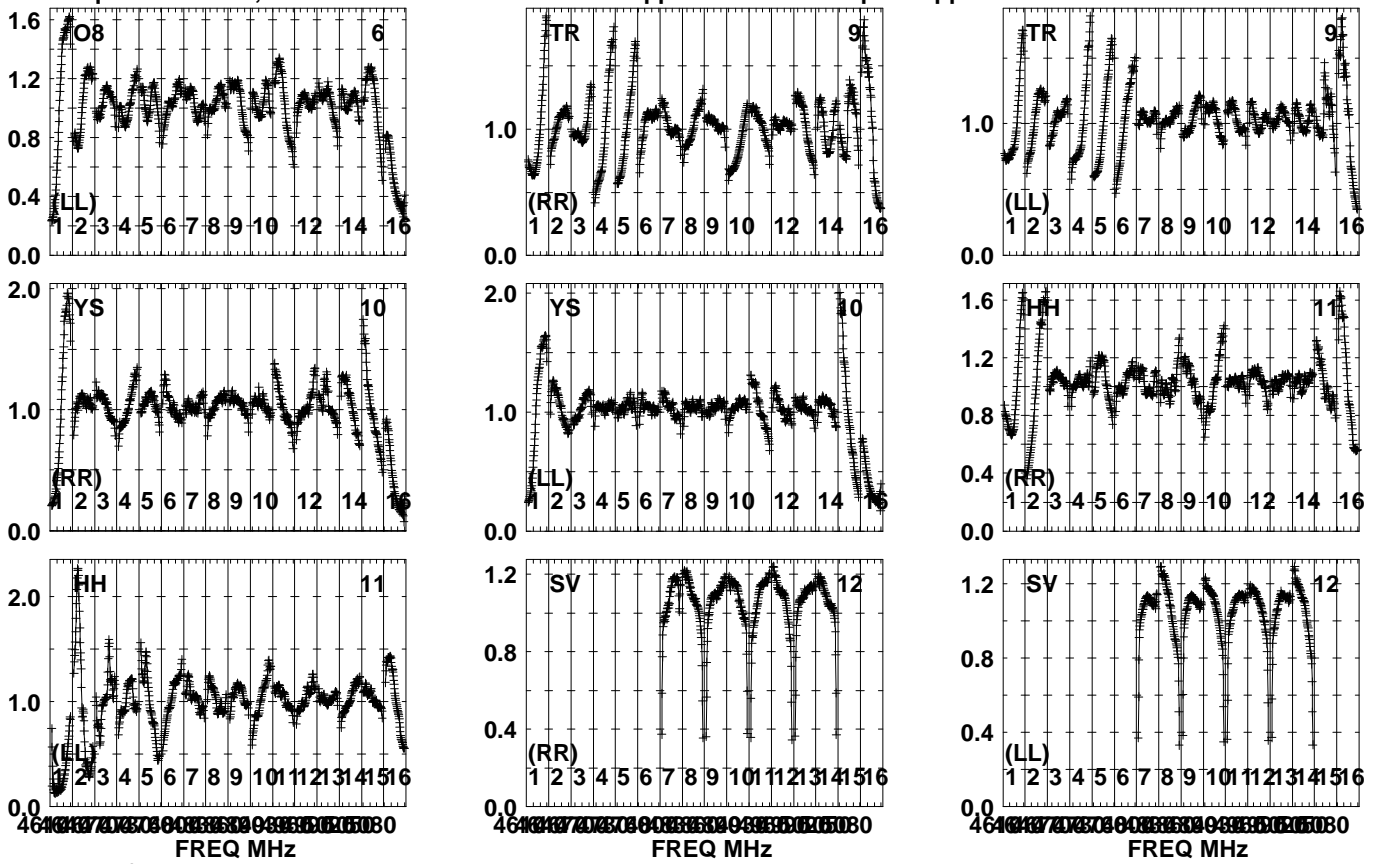 1.6 O8 6
1.2
0.8
0.4 (LL)
1 2 3 4 5 6 7 8 9 10 12 14 16
0.0
TR 9
1.0
(RR)
1 2 3 4 5 6 7 8 10 12 14 16
0.0
TR 9
1.0
(LL)
1 2 3 4 5 6 7 8 9 10 12 14 16
0.0
2.0 YS 10
1.0
(RR)
1 2 3 4 5 6 7 8 9 10 12 14 16
0.0
2.0 YS 10
1.0
(LL)
1 2 3 4 5 6 7 8 9 10 12 14 16
0.0
1.6 HH 11
1.2
0.8
0.4 (RR)
1 2 3 4 5 6 7 8 9 10 12 14 16
0.0
HH 11
2.0
1.0
(LL)
1 2 3 4 5 6 7 8 9 10 11 12 13 14 15 16
0.0
FREQ MHz
SV 12
1.2
0.8
0.4
(RR)
1 2 3 4 5 6 7 8 9 10 11 12 13 14 15 16
0.0
FREQ MHz
SV 12
1.2
0.8
0.4
(LL)
1 2 3 4 5 6 7 8 9 10 11 12 13 14 15 16
0.0
FREQ MHz